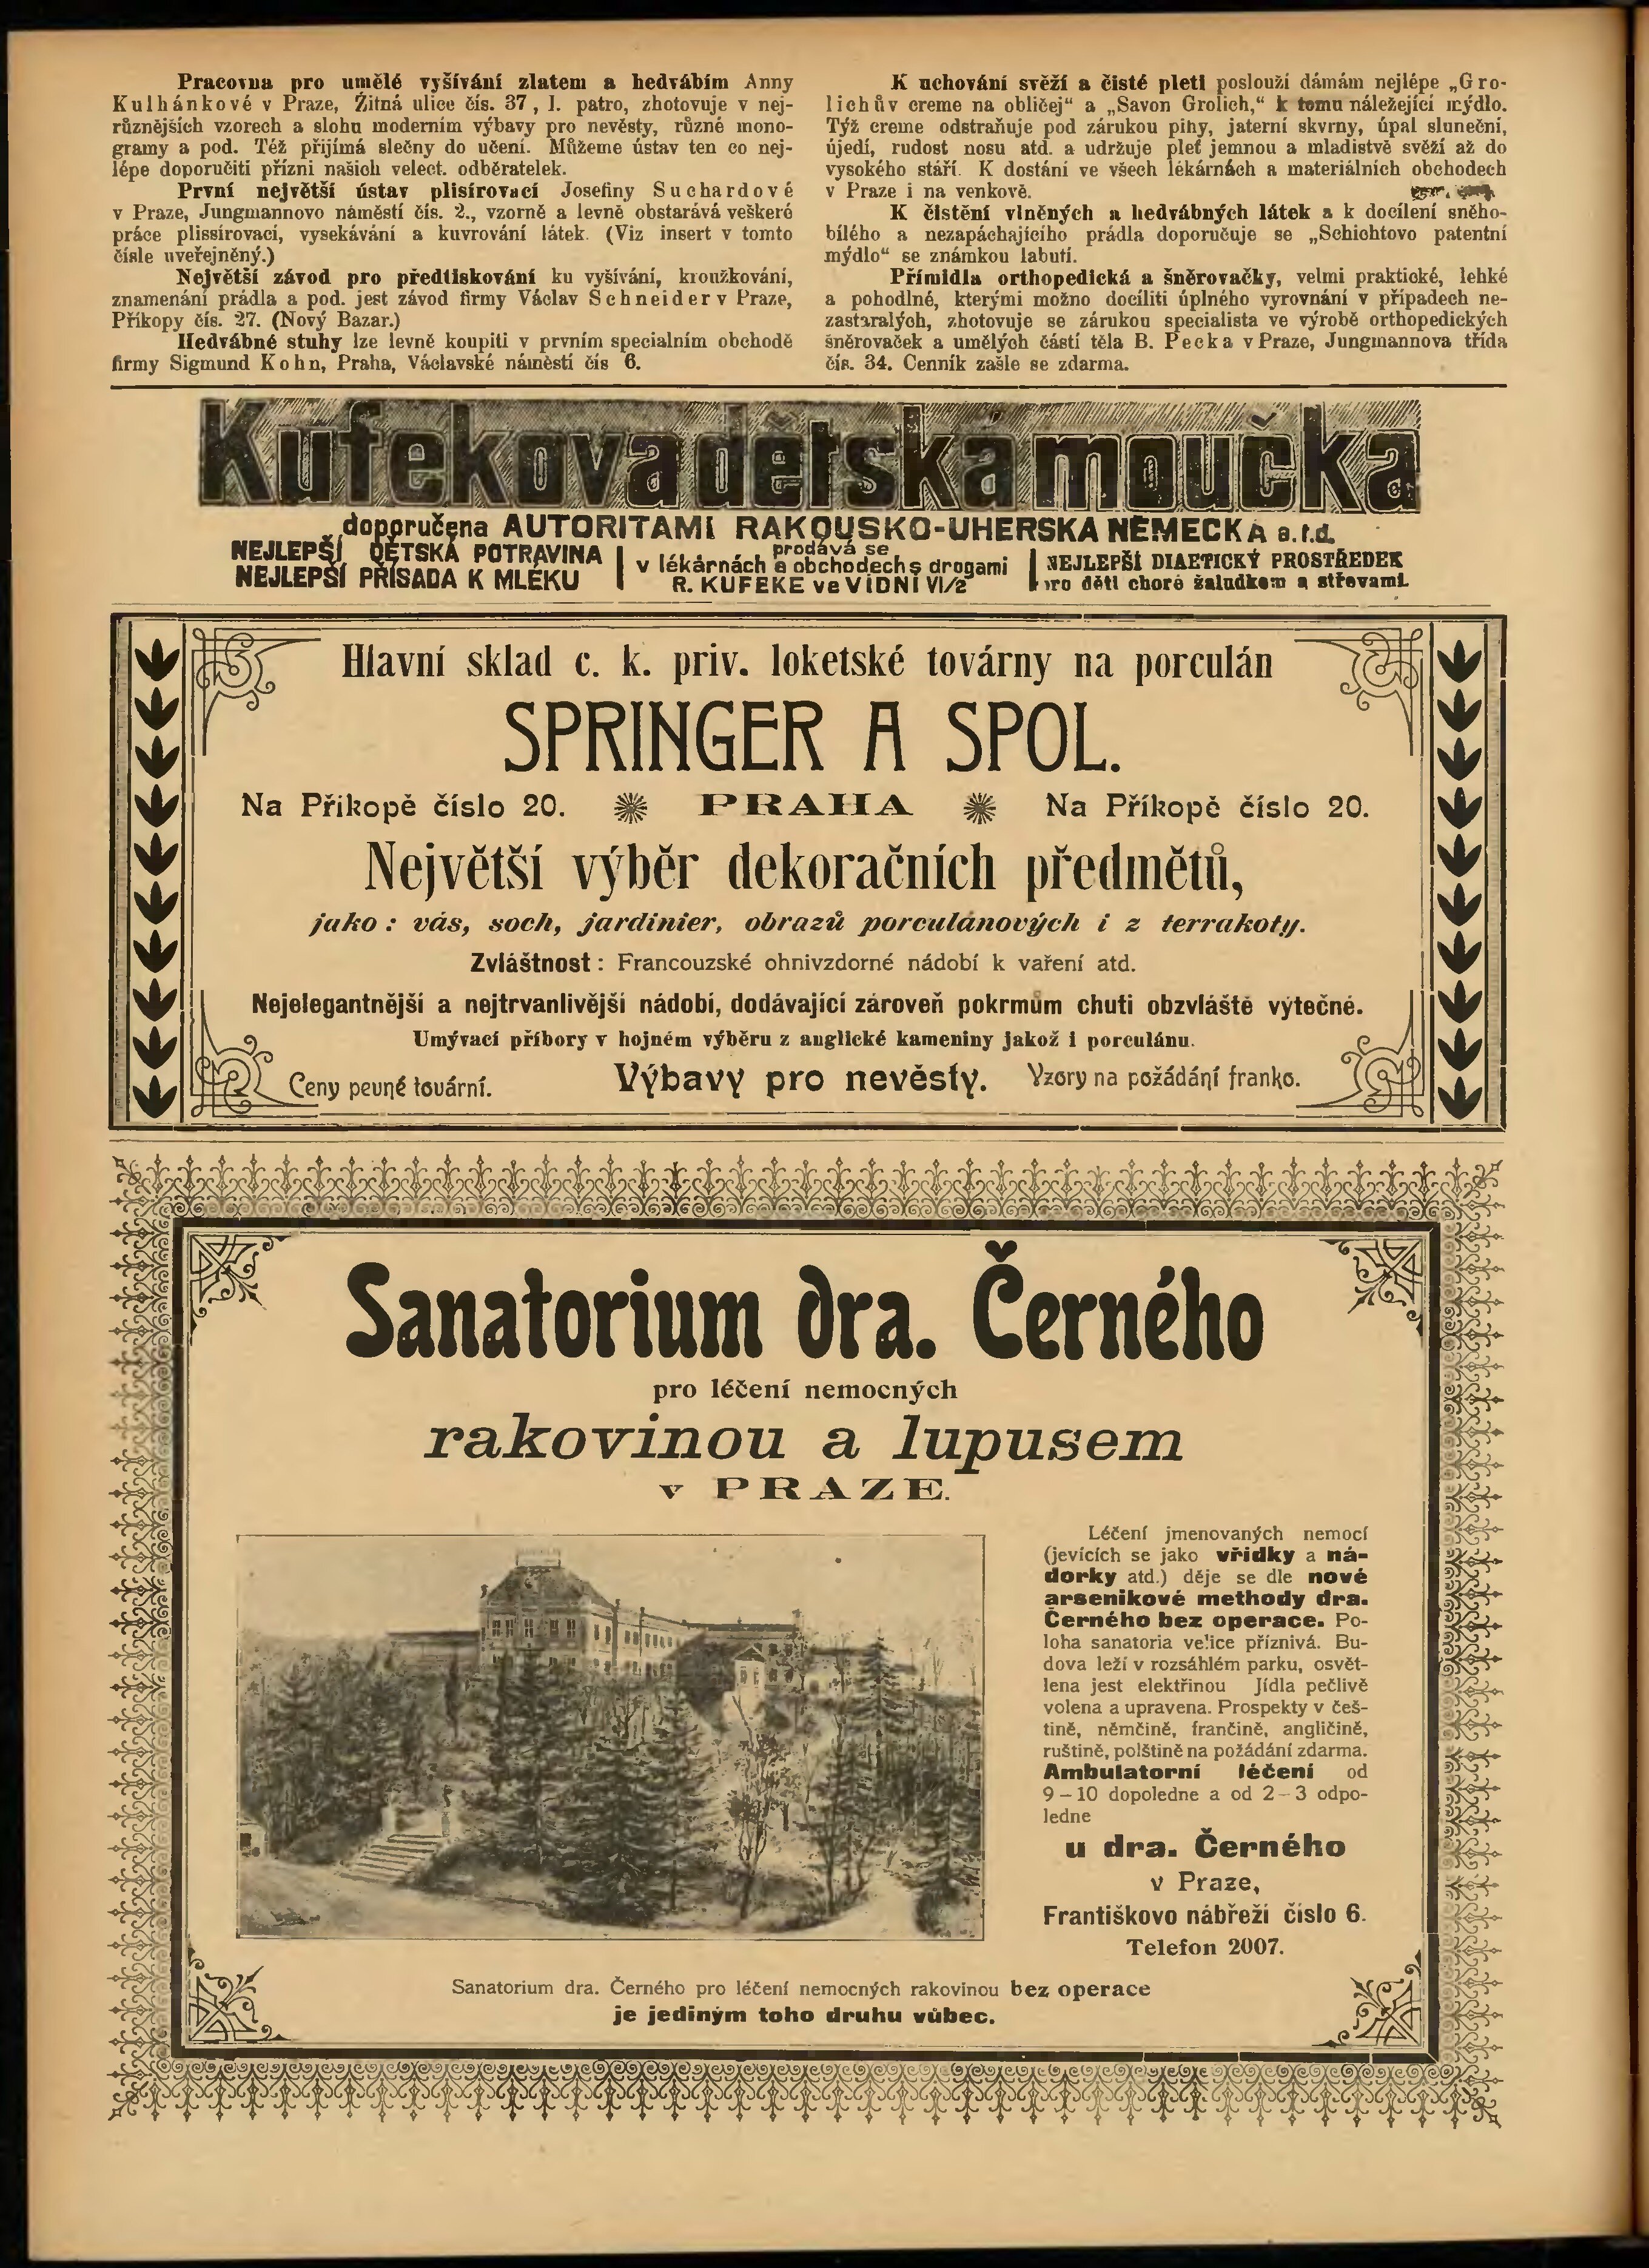 Pracovna pro umělé vyšívání zlatem a hedvábím Anny
Kulhánkové v Praze, Žitná ulice čís. 37, I. patro, zhotovuje v nej-
různějších vzorech a slohu moderním výbavy pro nevěsty, různé mono-
gramy a pod. Též přijímá slečny do učení. Můžeme ústav ten co nej-
lépe doporučiti přízni našich velect. odběratelek.
První největší ústav plisírovací Josefiny Suchardové
v Praze, Jungmannovo náměstí čís. 2., vzorně a levně obstarává veškeré
práce plissírovací, vysekávání a kuvrování látek. (Viz insert v tomto
čísle uveřejněný.)
Největší závod pro předtiskování ku vyšívání, kroužkování,
znamenání prádla a pod. jest závod firmy Václav Schneider v Praze,
Příkopy čís. 27. (Nový Bazar.)
Hedvábné stuhy lze levně koupiti v prvním specialním obchodě
firmy Sigmund Kohn, Praha, Václavské náměstí čís 6.
K uchování svěží a čisté pleti poslouží dámám nejlépe „Gro-
lichův creme na obličej“ a „Savon Grolich,“ k tomu náležející mýdlo.
Týž creme odstraňuje pod zárukou pihy, jaterní skvrny, úpal sluneční,
újedí, rudost nosu atd. a udržuje pleť jemnou a mladistvě svěží až do
vysokého stáří. K dostání ve všech lékárnách a materiálních obchodech
v Praze i na venkově.
K čistění vlněných a hedvábných látek a k docílení sněho-
bílého a nezapáchajícího prádla doporučuje se „Schichtovo patentní
mýdlo“ se známkou labutí.
Přímidla orthopedická a šněrovačky, velmi praktické, lehké
a pohodlné, kterými možno docíliti úplného vyrovnání v případech ne-
zastaralých, zhotovuje se zárukou specialista ve výrobě orthopedických
šněrovaček a umělých částí těla B. Pecka v Praze, Jungmannova třída
čís. 34. Cenník zašle se zdarma.
Kufekova dětská moučka
doporučena AUTORITAMI RAKOUSKO-UHERSKA NĚMECKA a.t.d.
NEJLEPŠÍ DĚTSKÁ POTRAVINA
NEJLEPŠÍ PŘÍSADA K MLÉKU
prodává se
v lékárnách a obchodech s drogami
R. KUFEKE ve VÍDNI VI/2
NEJLEPŠÍ DIAETICKÝ PROSTŘEDEK
pro děti choré žaludkem a střevami.
Hlavní sklad c. k. priv. loketské továrny na porculán
SPRINGER A SPOL.
Na Příkopě číslo 20. PRAHA Na Příkopě číslo 20.
Největší výběr dekoračních předmětů,
jako: vás, soch, jardinier, obrazů porculánových i z terrakoty.
Zvláštnost: Francouzské ohnivzdorné nádobí k vaření atd.
Nejelegantnější a nejtrvanlivější nádobí, dodávající zároveň pokrmům chuti obzvláště výtečné.
Umývací příbory v hojném výběru z anglické kameniny jakož i porculánu.
Ceny pevné tovární. Výbavy pro nevěsty. Vzory na požádání franko.
Sanatorium dra. Černého
pro léčení nemocných
rakovinou a lupusem
v PRAZE.
Léčení jmenovaných nemocí
(jevících se jako vřídky a ná-
dorky atd.) děje se dle nové
arsenikové methody dra.
Černého bez operace. Po-
loha sanatoria velice příznivá. Bu-
dova leží v rozsáhlém parku, osvět-
lena jest elektřinou Jídla pečlivě
volena a upravena. Prospekty v češ-
tině, němčině, frančině, angličině,
ruštině, polštině na požádání zdarma.
Ambulatorní léčení od
9–10 dopoledne a od 2–3 odpo-
ledne
u dra. Černého
v Praze,
Františkovo nábřeží číslo 6.
Telefon 2007.
Sanatorium dra. Černého pro léčení nemocných rakovinou bez operace
je jediným toho druhu vůbec.